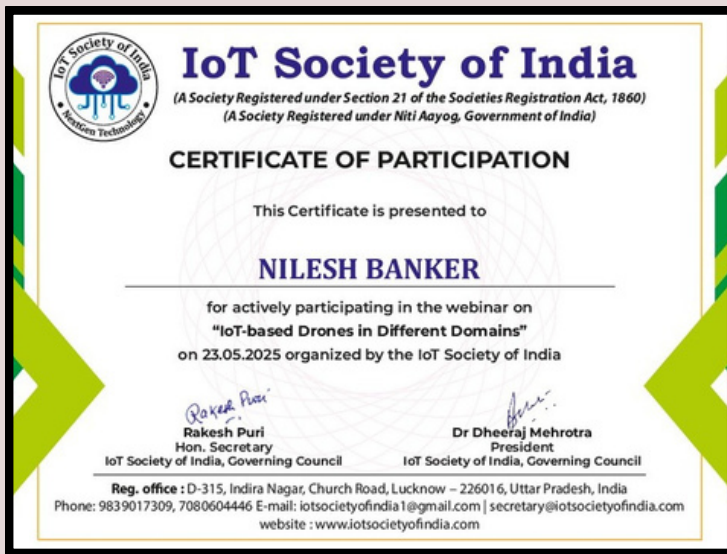 IoT Society of India
NextGen Technology
IoT Society of India
(A Society Registered under Section 21 of the Societies Registration Act, 1860)
(A Society Registered under Niti Aayog, Government of India)
CERTIFICATE OF PARTICIPATION
This Certificate is presented to
NILESH BANKER
for actively participating in the webinar on
“IoT-based Drones in Different Domains”
on 23.05.2025 organized by the IoT Society of India
Rakesh Puri
Rakesh Puri
Hon. Secretary
IoT Society of India, Governing Council
Dr Dheeraj Mehrotra
President
IoT Society of India, Governing Council
Reg. office : D-315, Indira Nagar, Church Road, Lucknow – 226016, Uttar Pradesh, India
Phone: 9839017309, 7080604446 E-mail: iotsocietyofindia1@gmail.com | secretary@iotsocietyofindia.com
website : www.iotsocietyofindia.com